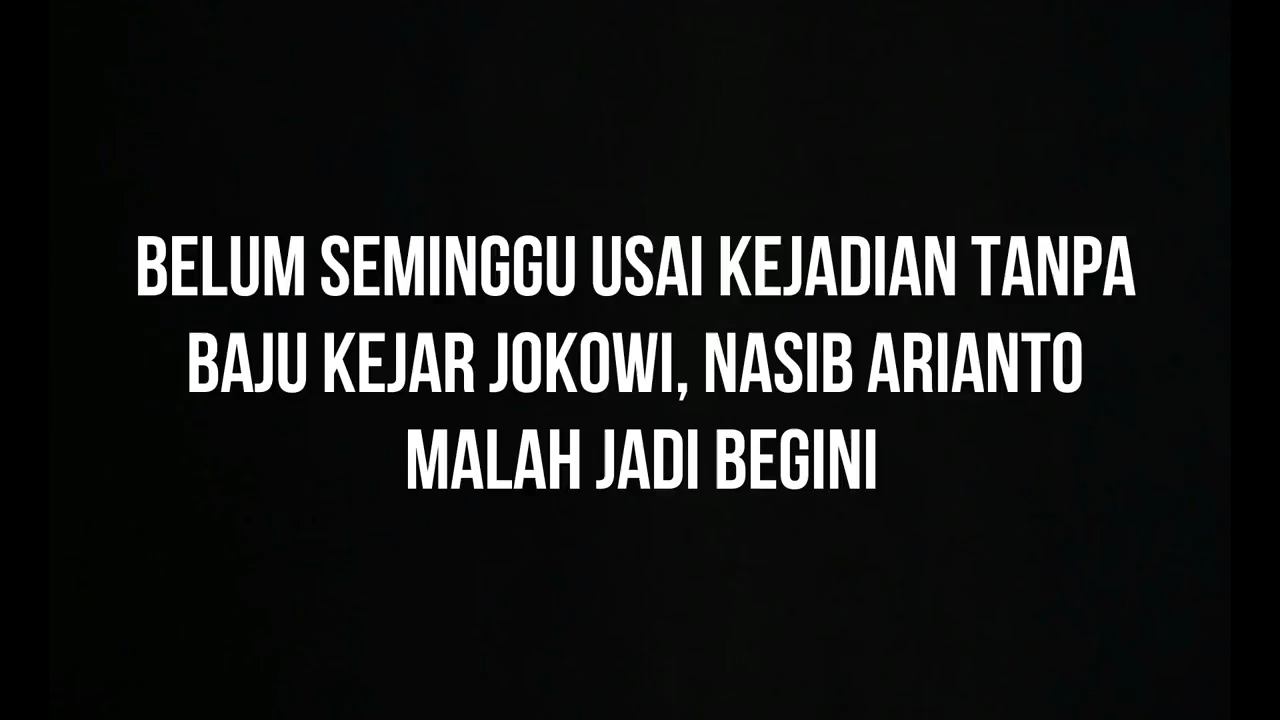 BELUM SEMINGGU USAI KEJADIAN TANPA
BAJU KEJAR JOKOWI, NASIB ARIANTO
MALAH JADI BEGINI